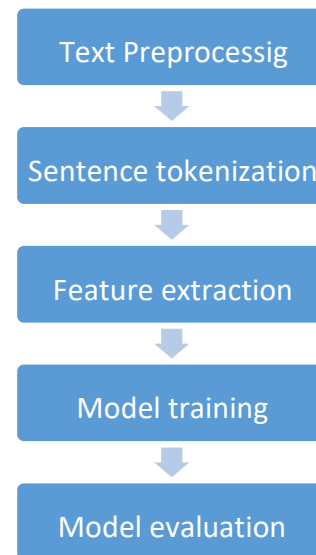 Text Preprocessig
Sentence tokenization
Feature extraction
Model training
Model evaluation